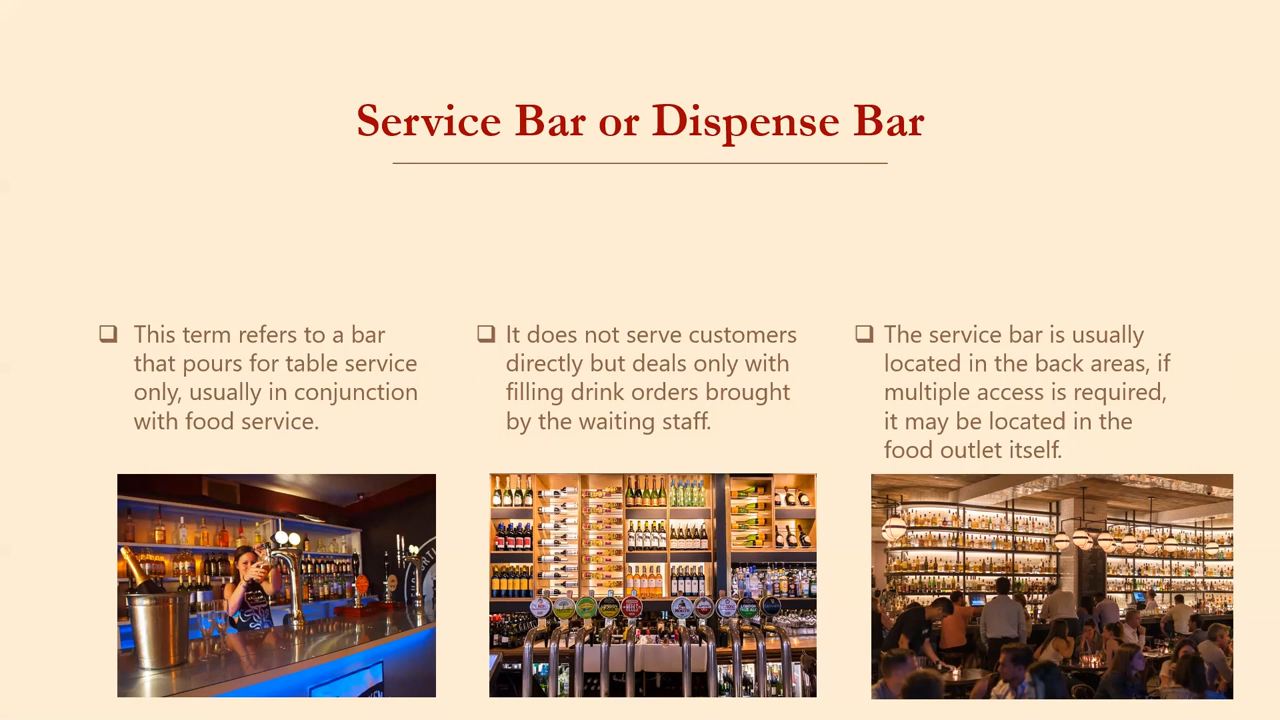 Service Bar or Dispense Bar
❑ This term refers to a bar
that pours for table service
only, usually in conjunction
with food service.
❑ It does not serve customers
directly but deals only with
filling drink orders brought
by the waiting staff.
❑ The service bar is usually
located in the back areas, if
multiple access is required,
it may be located in the
food outlet itself.